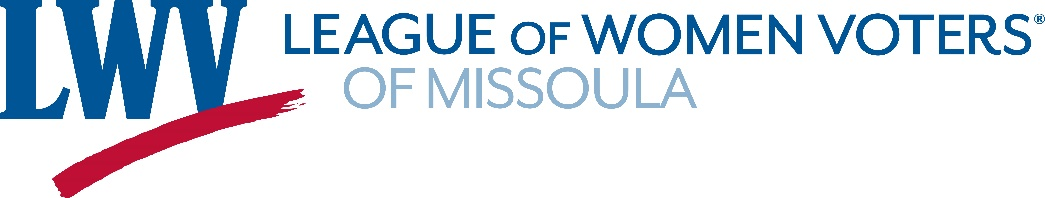 LWV LEAGUE OF WOMEN VOTERS®
OF MISSOULA